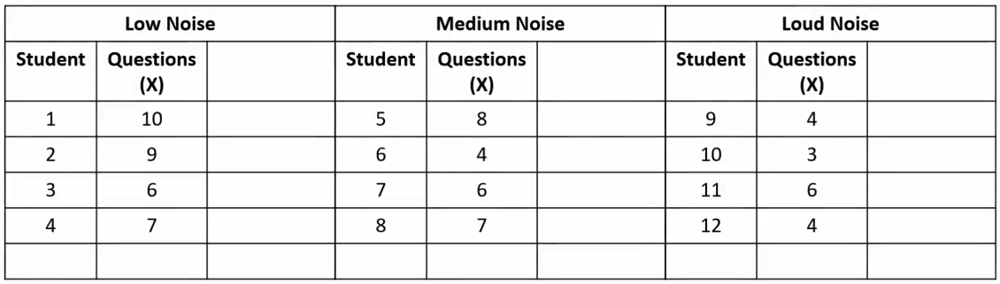 Low Noise Medium Noise Loud Noise
Student Questions Student Questions Student Questions
(X) (X) (X)
1 10 5 8 9 4
2 9 6 4 10 3
3 6 7 6 11 6
4 7 8 7 12 4